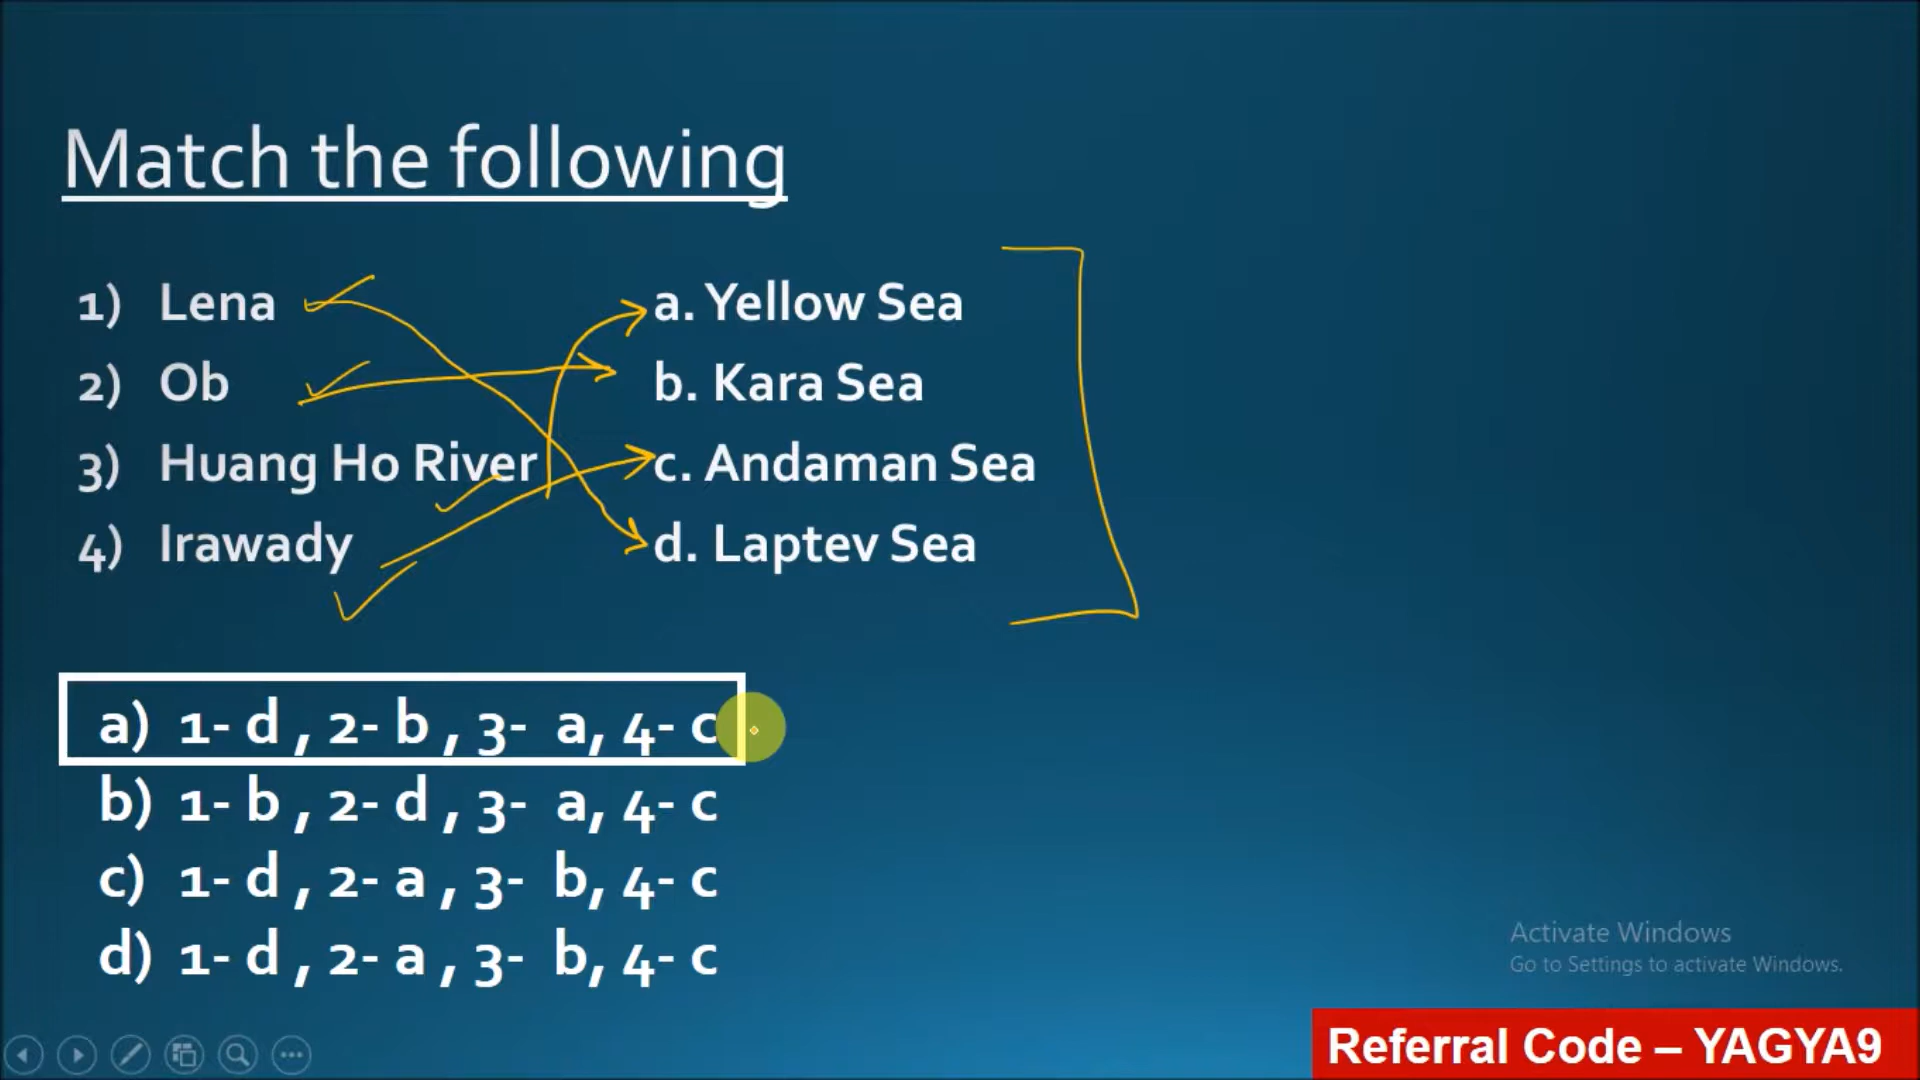 Match the following
1) Lena
a. Yellow Sea
2) Ob
b. Kara Sea
3) Huang Ho River
c. Andaman Sea
4) Irawady
d. Laptev Sea
a) 1- d , 2- b , 3- a, 4- c
b) 1- b , 2- d , 3- a, 4- c
c) 1- d , 2- a , 3- b, 4- c
d) 1- d , 2- a , 3- b, 4- c
Activate Windows
Go to Settings to activate Windows.
Referral Code – YAGYA9